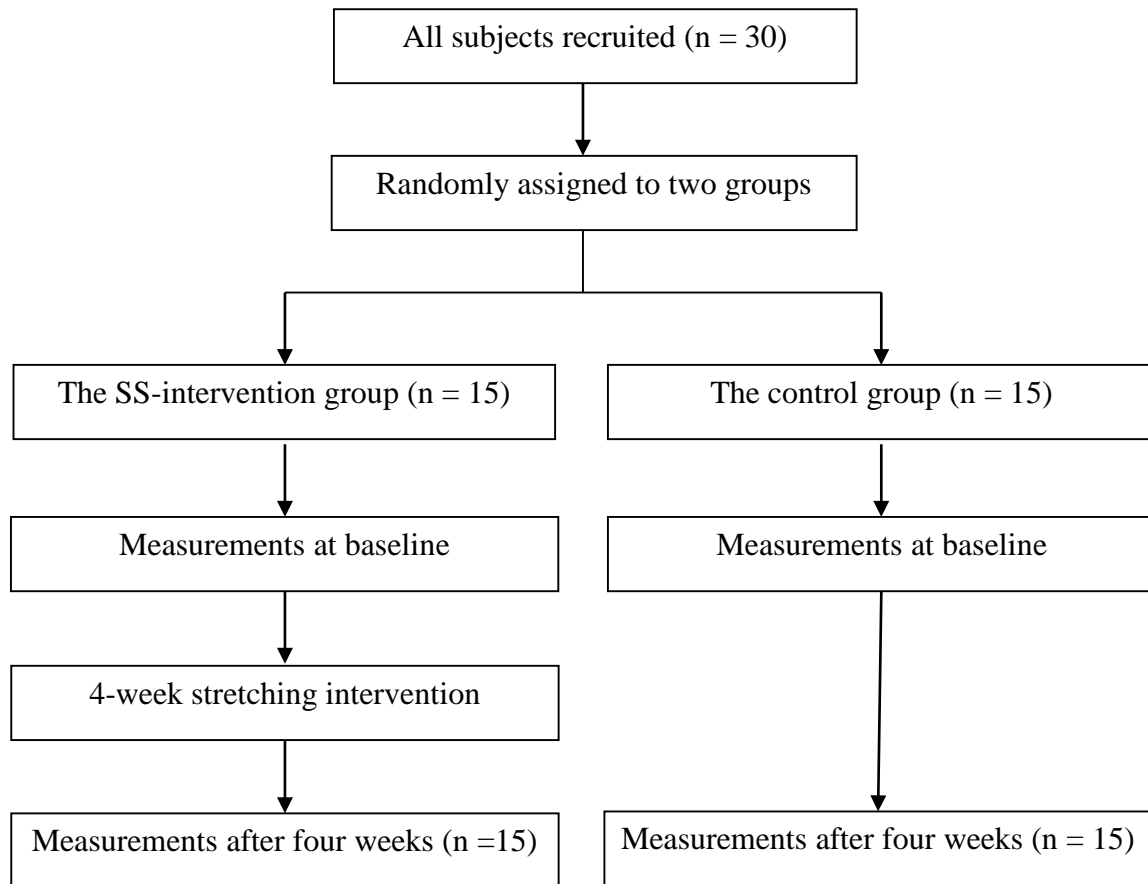 All subjects recruited (n = 30)
Randomly assigned to two groups
The SS-intervention group (n = 15)
The control group (n = 15)
Measurements at baseline
Measurements at baseline
4-week stretching intervention
Measurements after four weeks (n =15)
Measurements after four weeks (n = 15)